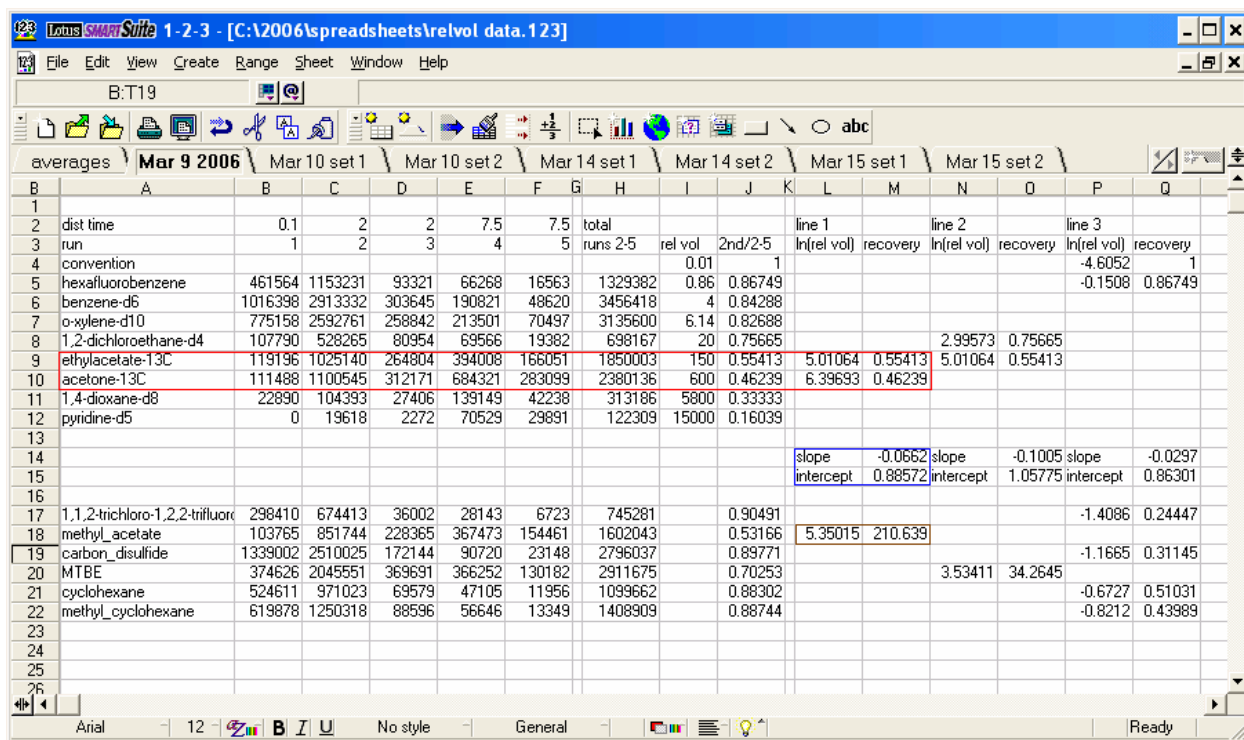 Lotus SMARTSuite 1-2-3 - [C:\2006\spreadsheets\relvol data.123]
File Edit View Create Range Sheet Window Help
B:T19
abc
averages Mar 9 2006 Mar 10 set 1 Mar 10 set 2 Mar 14 set 1 Mar 14 set 2 Mar 15 set 1 Mar 15 set 2
B A B C D E F G H I J K L M N O P Q
1
2 dist time 0.1 2 2 7.5 7.5 total line 1 line 2 line 3
3 run 1 2 3 4 5 runs 2-5 rel vol 2nd/2-5 ln(rel vol) recovery ln(rel vol) recovery ln(rel vol) recovery
4 convention 0.01 1 -4.6052 1
5 hexafluorobenzene 461564 1153231 93321 66268 16563 1329382 0.86 0.86749 -0.1508 0.86749
6 benzene-d6 1016398 2913332 303645 190821 48620 3456418 4 0.84288
7 o-xylene-d10 775158 2592761 258842 213501 70497 3135600 6.14 0.82688
8 1,2-dichloroethane-d4 107790 528265 80954 69566 19382 698167 20 0.75665 2.99573 0.75665
9 ethylacetate-13C 119196 1025140 264804 394008 166051 1850003 150 0.55413 5.01064 0.55413 5.01064 0.55413
10 acetone-13C 111488 1100545 312171 684321 283099 2380136 600 0.46239 6.39693 0.46239
11 1,4-dioxane-d8 22890 104393 27406 139149 42238 313186 5800 0.33333
12 pyridine-d5 0 19618 2272 70529 29891 122309 15000 0.16039
13
14 slope -0.0662 slope -0.1005 slope -0.0297
15 intercept 0.88572 intercept 1.05775 intercept 0.86301
16
17 1,1,2-trichloro-1,2,2-trifluoro 298410 674413 36002 28143 6723 745281 0.90491 -1.4086 0.24447
18 methyl_acetate 103765 851744 228365 367473 154461 1602043 0.53166 5.35015 210.639
19 carbon_disulfide 1339002 2510025 172144 90720 23148 2796037 0.89771 -1.1665 0.31145
20 MTBE 374626 2045551 369691 366252 130182 2911675 0.70253 3.53411 34.2645
21 cyclohexane 524611 971023 69579 47105 11956 1099662 0.88302 -0.6727 0.51031
22 methyl_cyclohexane 619878 1250318 88596 56646 13349 1408909 0.88744 -0.8212 0.43989
23
24
25
26
Arial 12 B I U No style General Ready